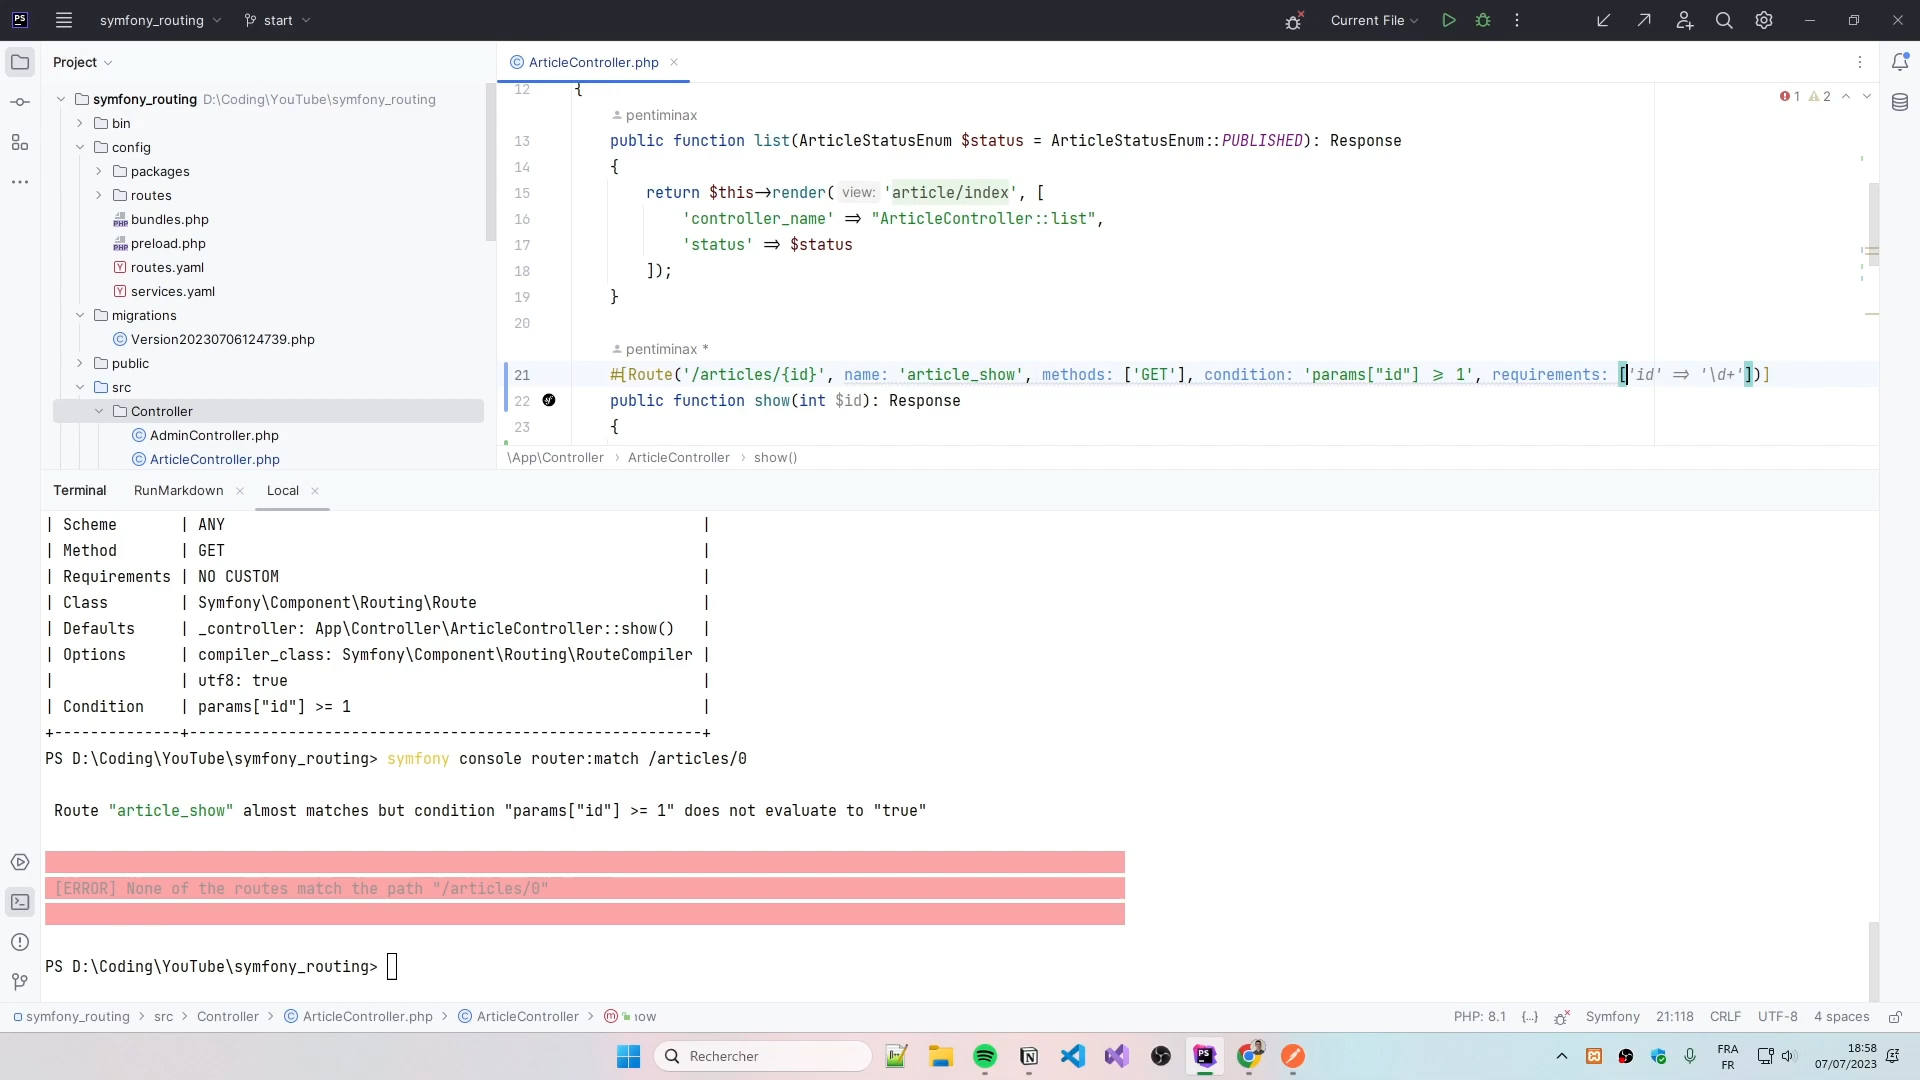 PS
symfony_routing
start
Current File
Project
ArticleController.php
symfony_routing D:\Coding\YouTube\symfony_routing
bin
config
packages
routes
bundles.php
preload.php
routes.yaml
services.yaml
migrations
Version20230706124739.php
public
src
Controller
AdminController.php
ArticleController.php
1 2
12 {
pentiminax
13 public function list(ArticleStatusEnum $status = ArticleStatusEnum::PUBLISHED): Response
14 {
15 return $this->render( view: 'article/index', [
16 'controller_name' => "ArticleController::list",
17 'status' => $status
18 ]);
19 }
20
pentiminax *
21 #[Route('/articles/{id}', name: 'article_show', methods: ['GET'], condition: 'params["id"] >= 1', requirements: ['id' => '\d+'])]
22 public function show(int $id): Response
23 {
\App\Controller › ArticleController › show()
Terminal RunMarkdown Local
| Scheme | ANY |
| Method | GET |
| Requirements | NO CUSTOM |
| Class | Symfony\Component\Routing\Route |
| Defaults | _controller: App\Controller\ArticleController::show() |
| Options | compiler_class: Symfony\Component\Routing\RouteCompiler |
| | utf8: true |
| Condition | params["id"] >= 1 |
+--------------+---------------------------------------------------------+
PS D:\Coding\YouTube\symfony_routing> symfony console router:match /articles/0
Route "article_show" almost matches but condition "params["id"] >= 1" does not evaluate to "true"
[ERROR] None of the routes match the path "/articles/0"
PS D:\Coding\YouTube\symfony_routing>
symfony_routing › src › Controller › ArticleController.php › ArticleController ›
PHP: 8.1 {...} Symfony 21:118 CRLF UTF-8 4 spaces
Rechercher
FRA
FR
18:58
07/07/2023